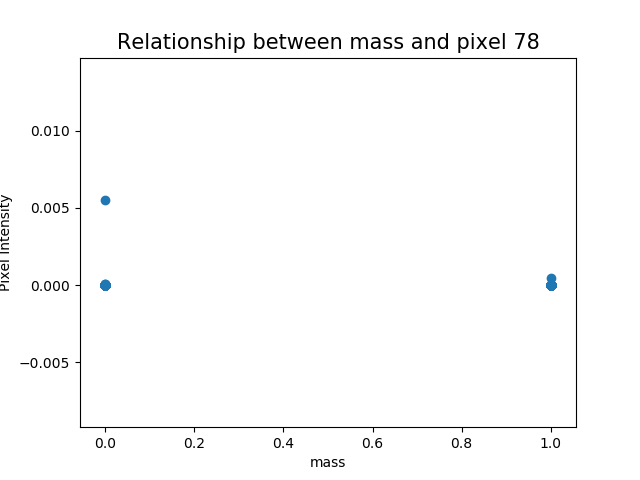 Relationship between mass and pixel 78
Pixel Intensity
0.010
0.005
0.000
−0.005
0.0 0.2 0.4 0.6 0.8 1.0
mass